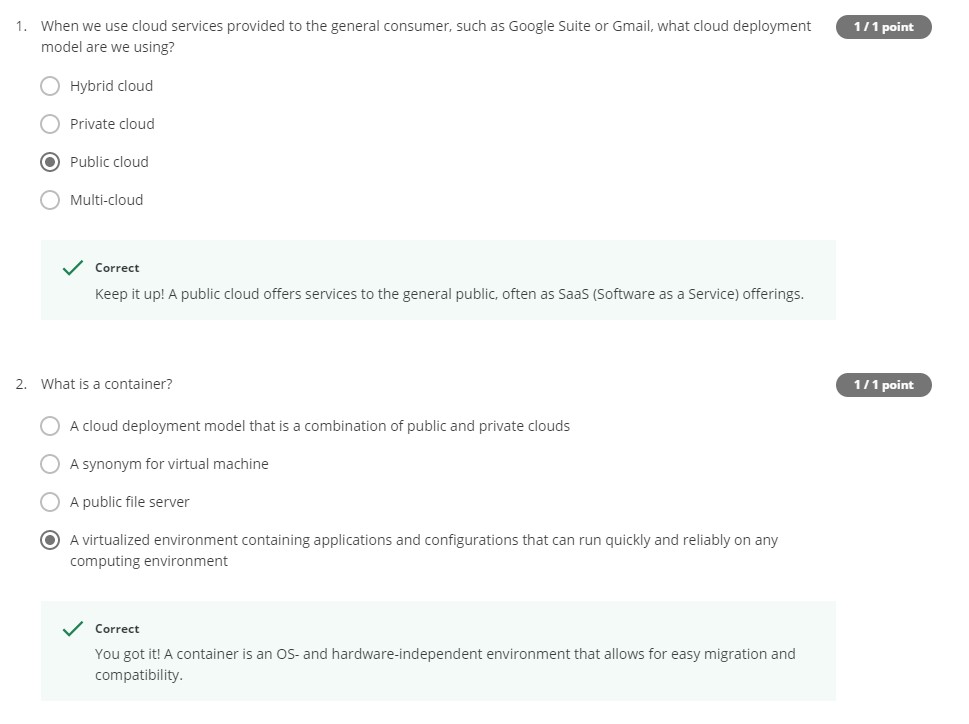 1. When we use cloud services provided to the general consumer, such as Google Suite or Gmail, what cloud deployment
model are we using?
1 / 1 point
Hybrid cloud
Private cloud
Public cloud
Multi-cloud
Correct
Keep it up! A public cloud offers services to the general public, often as SaaS (Software as a Service) offerings.
2. What is a container?
1 / 1 point
A cloud deployment model that is a combination of public and private clouds
A synonym for virtual machine
A public file server
A virtualized environment containing applications and configurations that can run quickly and reliably on any
computing environment
Correct
You got it! A container is an OS- and hardware-independent environment that allows for easy migration and
compatibility.